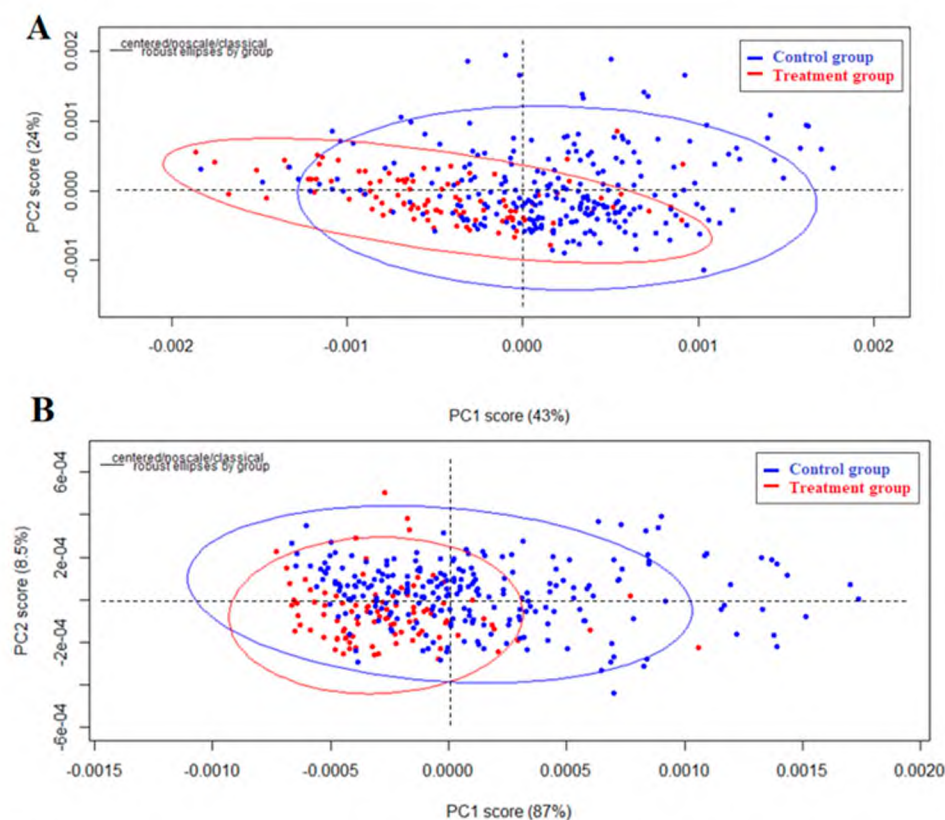 A
centered/noscale/classical
robust ellipses by group
Control group
Treatment group
PC2 score (24%)
0.002
0.001
0.000
-0.001
-0.002 -0.001 0.000 0.001 0.002
PC1 score (43%)
B
centered/noscale/classical
robust ellipses by group
Control group
Treatment group
PC2 score (8.5%)
6e-04
2e-04
-2e-04
-6e-04
-0.0015 -0.0010 -0.0005 0.0000 0.0005 0.0010 0.0015 0.0020
PC1 score (87%)